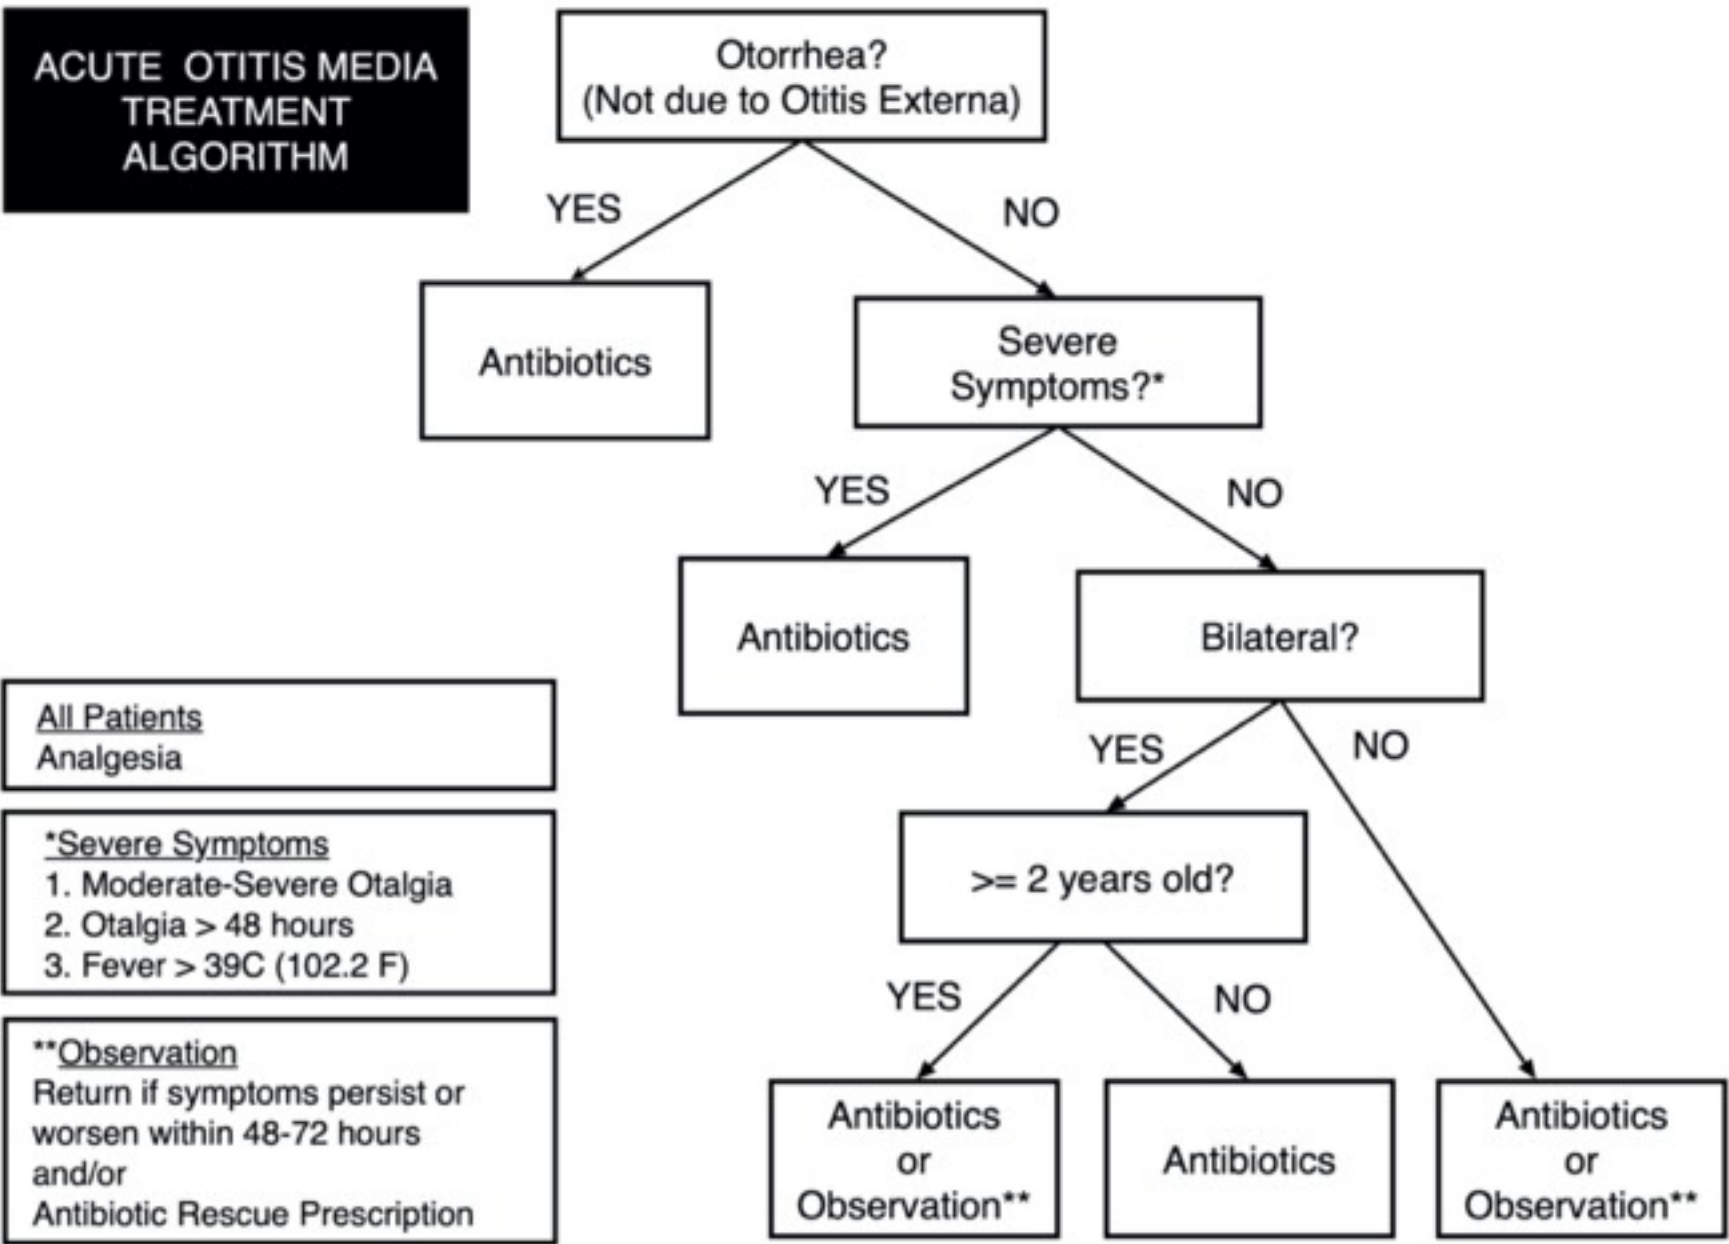 ACUTE OTITIS MEDIA
TREATMENT
ALGORITHM
Otorrhea?
(Not due to Otitis Externa)
YES
NO
Antibiotics
Severe
Symptoms?*
YES
NO
Antibiotics
Bilateral?
YES
NO
>= 2 years old?
YES
NO
Antibiotics
or
Observation**
Antibiotics
Antibiotics
or
Observation**
All Patients
Analgesia
*Severe Symptoms
1. Moderate-Severe Otalgia
2. Otalgia > 48 hours
3. Fever > 39C (102.2 F)
**Observation
Return if symptoms persist or
worsen within 48-72 hours
and/or
Antibiotic Rescue Prescription